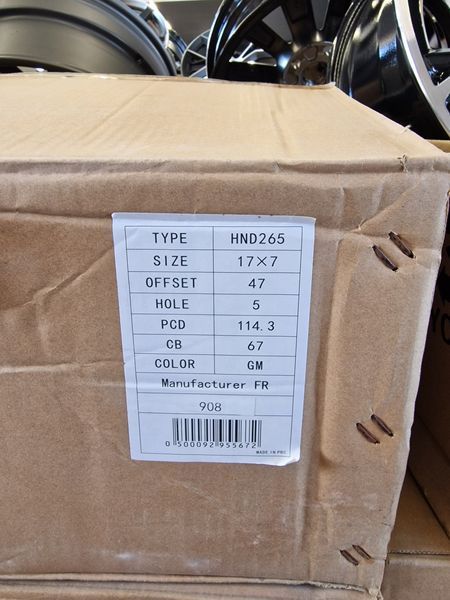 TYPE HND265
SIZE 17×7
OFFSET 47
HOLE 5
PCD 114.3
CB 67
COLOR GM
Manufacturer FR
908
0 500092 955672
MADE IN PRC